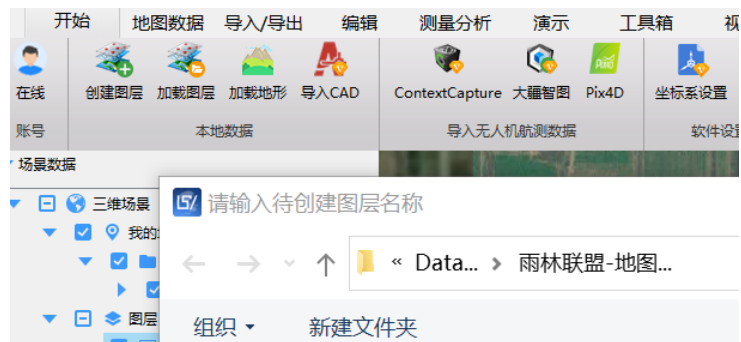 开始 地图数据 导入/导出 编辑 测量分析 演示 工具箱
在线 创建图层 加载图层 加载地形 导入CAD ContextCapture 大疆智图 Pix4D 坐标系设置
账号 本地数据 导入无人机航测数据 软件设
场景数据
请输入待创建图层名称
三维场景
我的
« Data... > 雨林联盟-地图...
图层
组织 新建文件夹